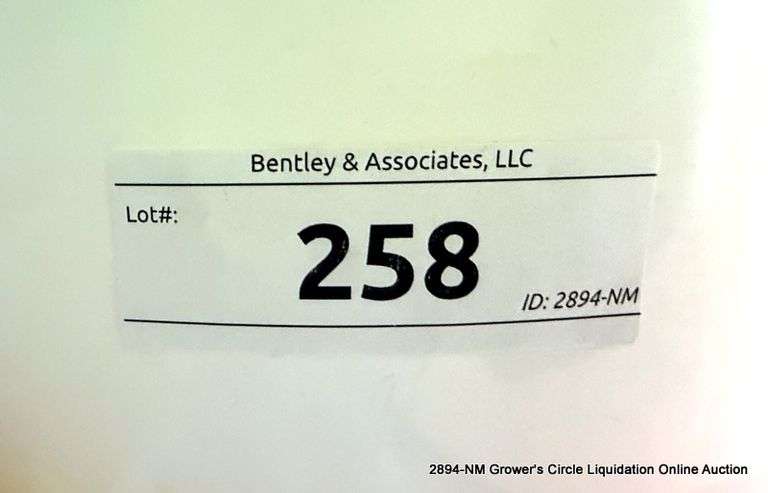 Bentley & Associates, LLC
Lot#:
258
ID: 2894-NM
2894-NM Grower's Circle Liquidation Online Auction